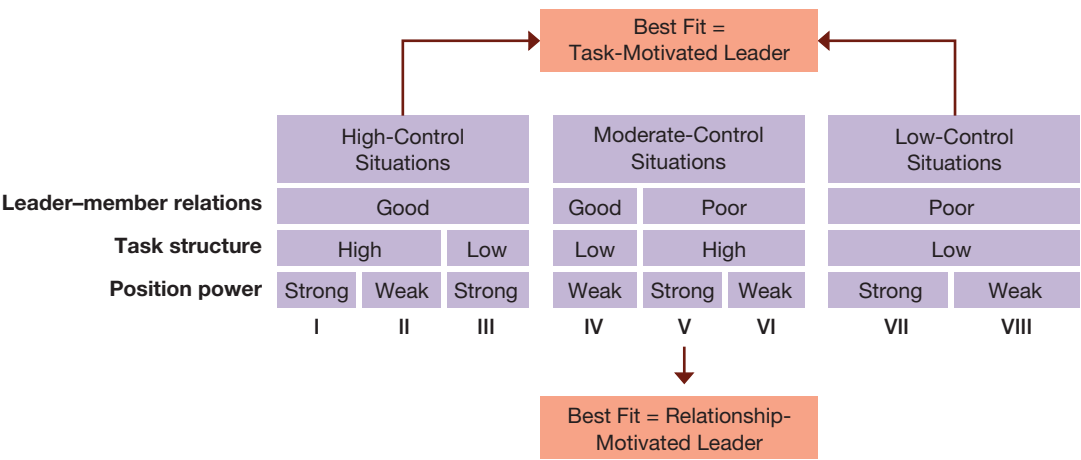 Best Fit =
Task-Motivated Leader
High-Control
Situations
Moderate-Control
Situations
Low-Control
Situations
Leader–member relations Good Good Poor Poor
Task structure High Low Low High Low
Position power Strong Weak Strong Weak Strong Weak Strong Weak
I II III IV V VI VII VIII
Best Fit = Relationship-
Motivated Leader